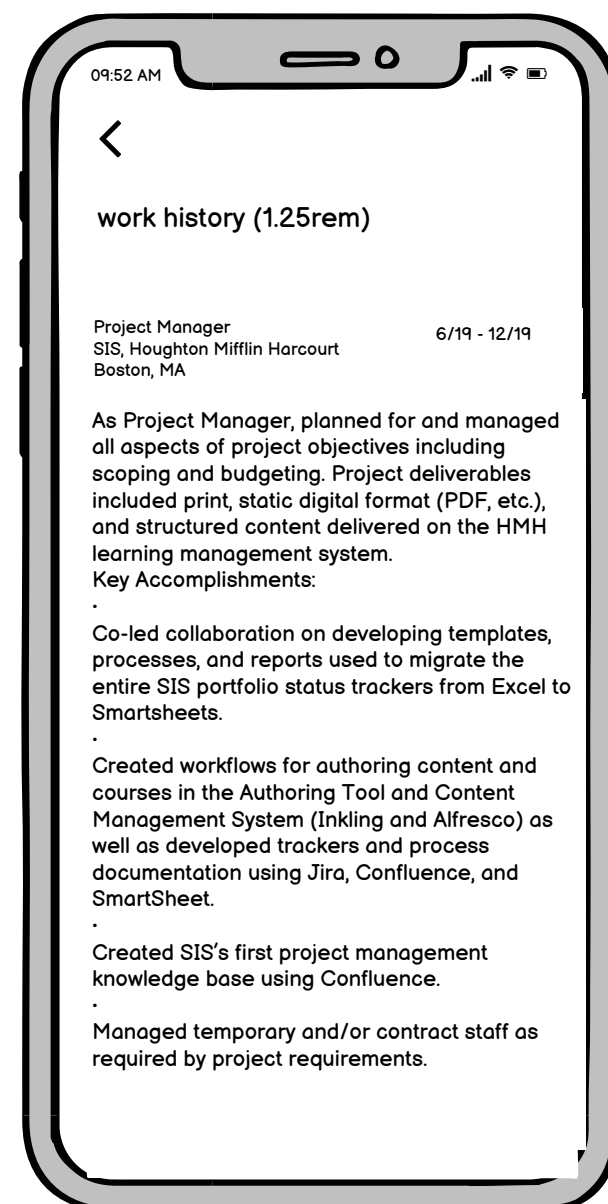 09:52 AM
work history (1.25rem)
Project Manager
SIS, Houghton Mifflin Harcourt
Boston, MA
6/19 - 12/19
As Project Manager, planned for and managed
all aspects of project objectives including
scoping and budgeting. Project deliverables
included print, static digital format (PDF, etc.),
and structured content delivered on the HMH
learning management system.
Key Accomplishments:
·
Co-led collaboration on developing templates,
processes, and reports used to migrate the
entire SIS portfolio status trackers from Excel to
Smartsheets.
·
Created workflows for authoring content and
courses in the Authoring Tool and Content
Management System (Inkling and Alfresco) as
well as developed trackers and process
documentation using Jira, Confluence, and
SmartSheet.
·
Created SIS's first project management
knowledge base using Confluence.
·
Managed temporary and/or contract staff as
required by project requirements.